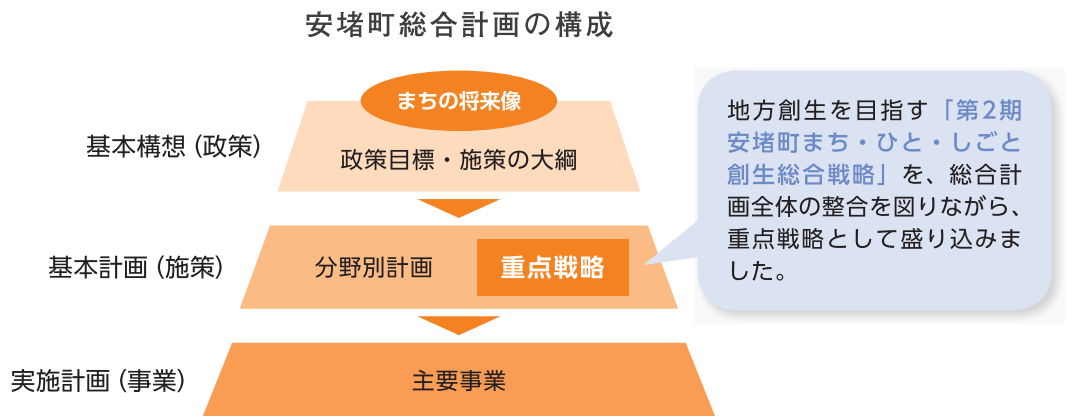 安堵町総合計画の構成
まちの将来像
基本構想（政策）
政策目標・施策の大綱
基本計画（施策）
分野別計画
重点戦略
実施計画（事業）
主要事業
地方創生を目指す「第2期
安堵町まち・ひと・しごと
創生総合戦略」を、総合計
画全体の整合を図りながら、
重点戦略として盛り込みま
した。